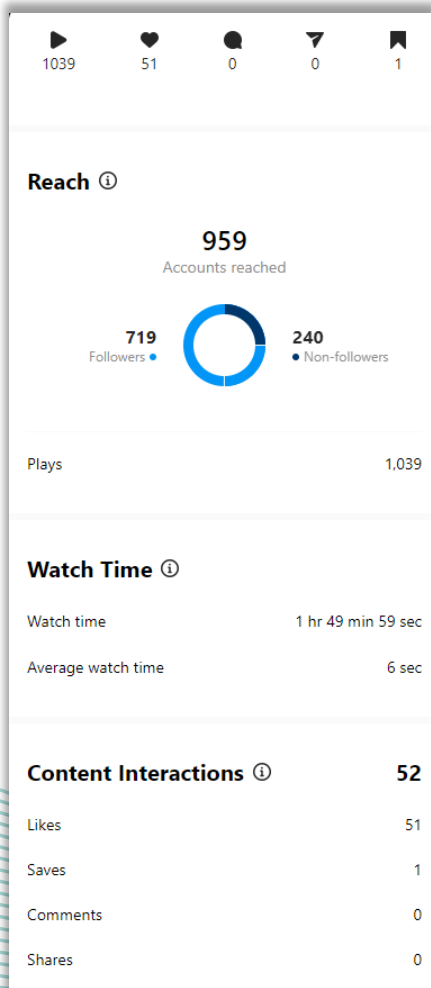 1039 51 0 0 1
Reach
959
Accounts reached
719 240
Followers Non-followers
Plays 1,039
Watch Time
Watch time 1 hr 49 min 59 sec
Average watch time 6 sec
Content Interactions 52
Likes 51
Saves 1
Comments 0
Shares 0